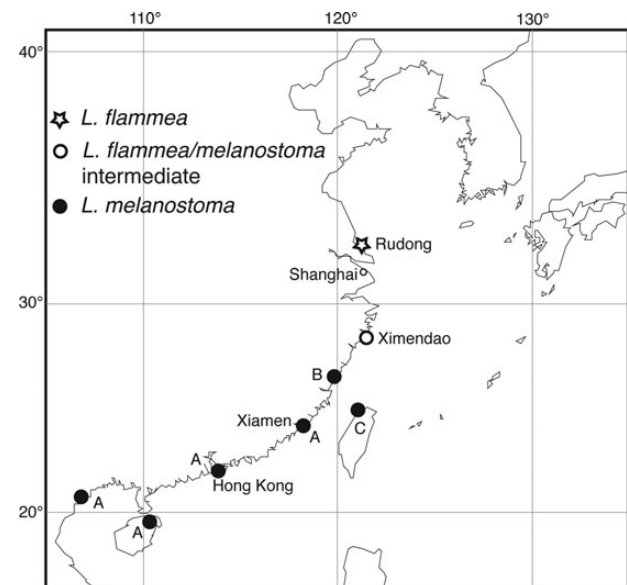 110° 120° 130°
40°
L. flammea
L. flammea/melanostoma
intermediate
L. melanostoma
Rudong
Shanghai
30°
Ximendao
B
Xiamen
A
C
A
Hong Kong
A
20°
A